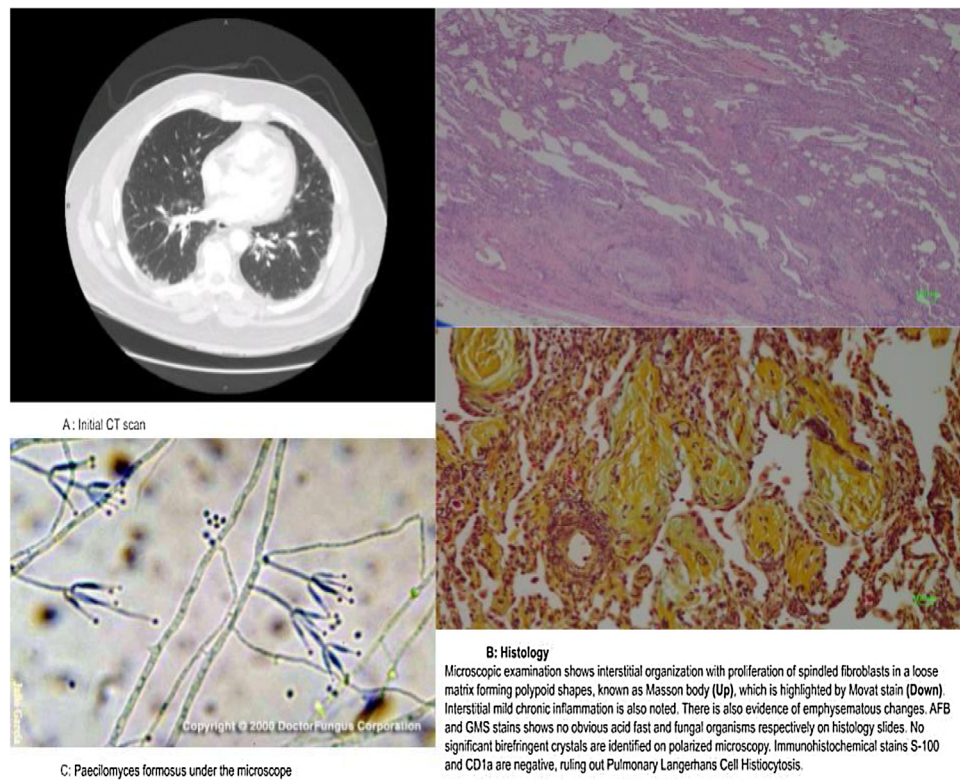 A: Initial CT scan
Copyright © 2000 DoctorFungus Corporation
C: Paecilomyces formosus under the microscope
B: Histology
Microscopic examination shows interstitial organization with proliferation of spindled fibroblasts in a loose
matrix forming polypoid shapes, known as Masson body (Up), which is highlighted by Movat stain (Down).
Interstitial mild chronic inflammation is also noted. There is also evidence of emphysematous changes. AFB
and GMS stains shows no obvious acid fast and fungal organisms respectively on histology slides. No
significant birefringent crystals are identified on polarized microscopy. Immunohistochemical stains S-100
and CD1a are negative, ruling out Pulmonary Langerhans Cell Histiocytosis.